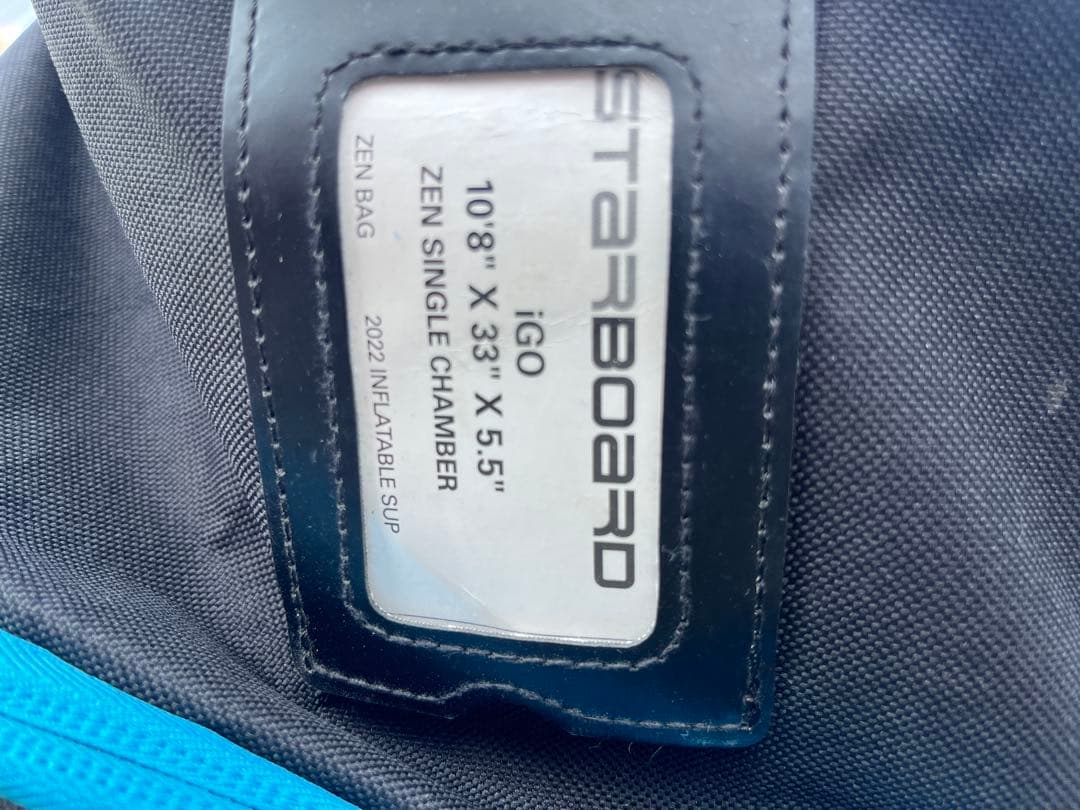 STaRBOaRD
iGO
10'8" X 33" X 5.5"
ZEN SINGLE CHAMBER
ZEN BAG 2022 INFLATABLE SUP